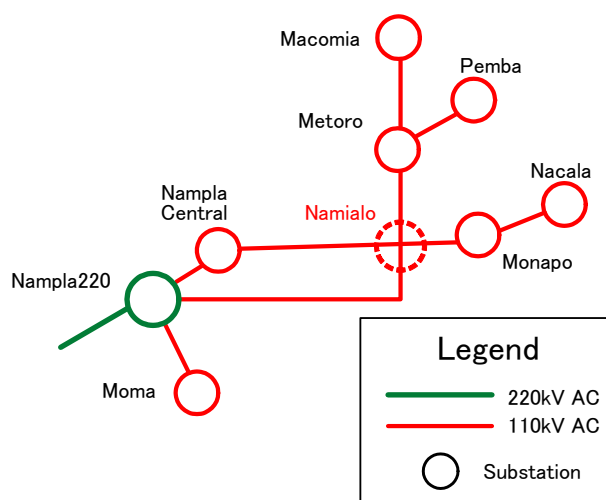 Macomia
Pemba
Metoro
Nacala
Nampla
Central
Namialo
Monapo
Nampla220
Moma
Legend
220kV AC
110kV AC
Substation